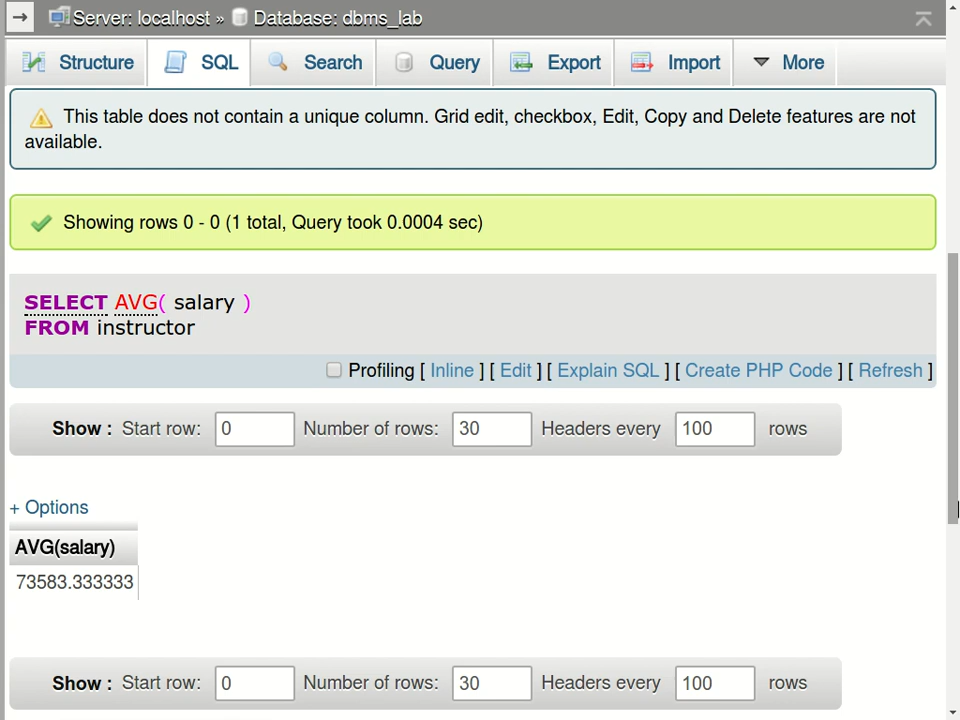 Server: localhost » Database: dbms_lab
Structure SQL Search Query Export Import More
This table does not contain a unique column. Grid edit, checkbox, Edit, Copy and Delete features are not
available.
Showing rows 0 - 0 (1 total, Query took 0.0004 sec)
SELECT AVG( salary )
FROM instructor
Profiling [ Inline ] [ Edit ] [ Explain SQL ] [ Create PHP Code ] [ Refresh ]
Show : Start row: 0 Number of rows: 30 Headers every 100 rows
+ Options
AVG(salary)
73583.333333
Show : Start row: 0 Number of rows: 30 Headers every 100 rows